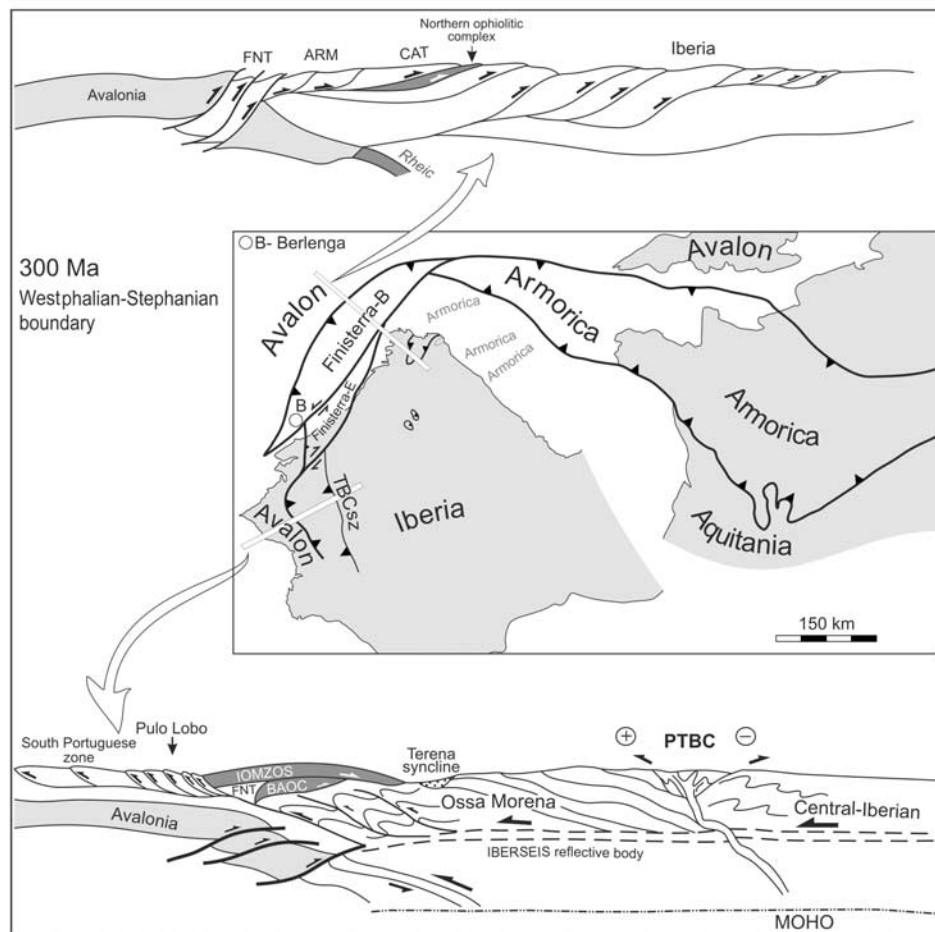 Northern ophiolitic
complex
FNT
ARM
CAT
Iberia
Avalonia
Rheic
300 Ma
Westphalian-Stephanian
boundary
B- Berlenga
Avalon
Avalon
Armorica
Finisterra-B
Armorica
Armorica
Armorica
B
Finisterra-E
Armorica
TBCsz
Iberia
Avalon
Aquitania
150 km
Pulo Lobo
South Portuguese
zone
IOMZOS
FNT
BAOC
Terena
syncline
+ PTBC −
Ossa Morena
Central-Iberian
Avalonia
IBERSEIS reflective body
MOHO